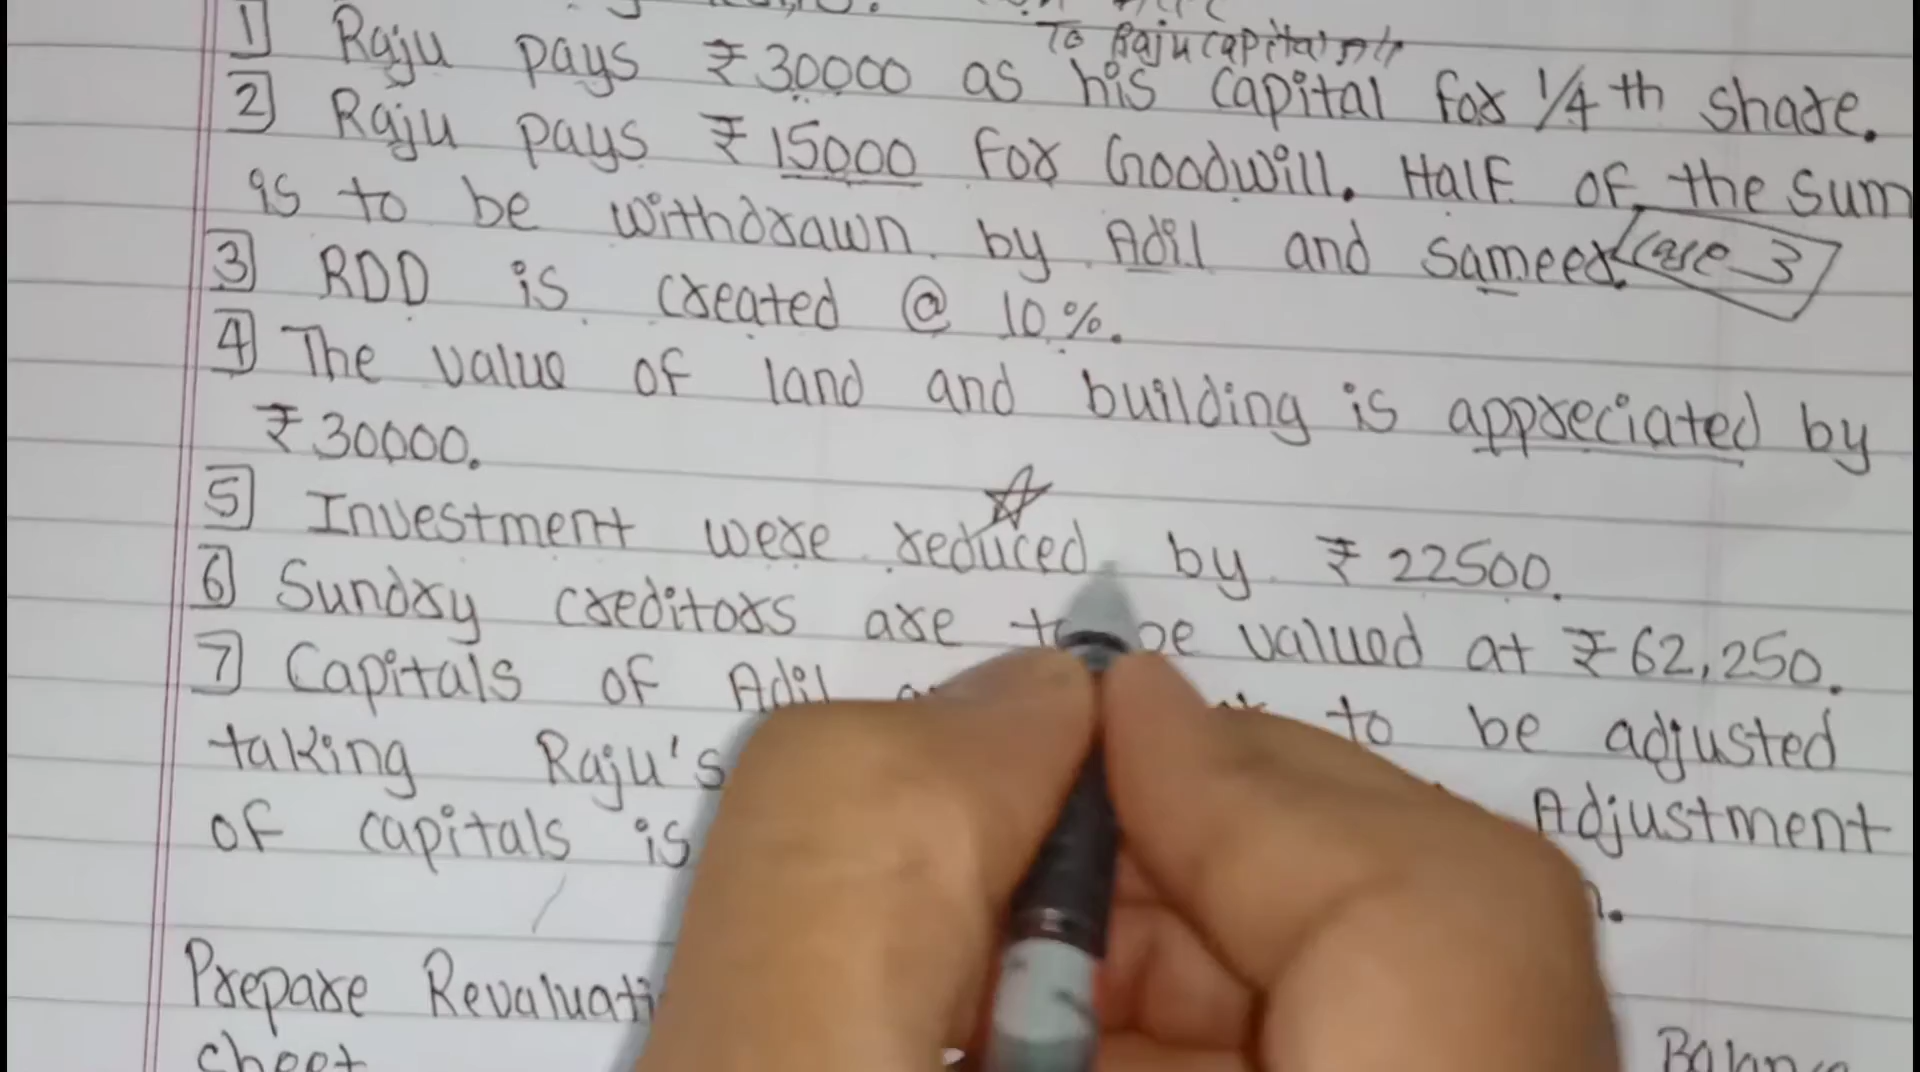 To Raju capital A/c
1 Raju pays ₹30000 as his capital for 1/4 th share.
2 Raju pays ₹15000 for Goodwill. Half of the sum
is to be withdrawn by Adil and Sameer. Case 3
3 RDD is created @ 10%.
4 The value of land and building is appreciated by
₹30000.
5 Investment were reduced by ₹22500.
6 Sundry creditors are to be valued at ₹62,250.
7 Capitals of Adil to be adjusted
taking Raju's Adjustment
of capitals is
Prepare